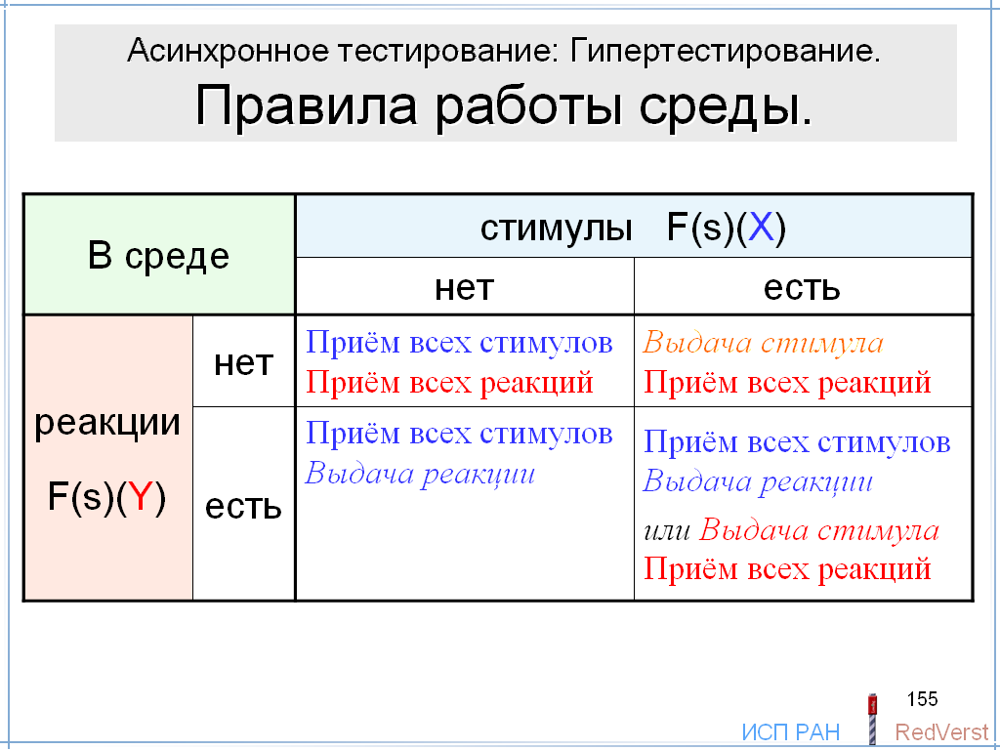 Асинхронное тестирование: Гипертестирование.
Правила работы среды.
В среде
стимулы F(s)(X)
нет
есть
реакции
F(s)(Y)
нет
Приём всех стимулов
Приём всех реакций
Выдача стимула
Приём всех реакций
есть
Приём всех стимулов
Выдача реакции
Приём всех стимулов
Выдача реакции
или Выдача стимула
Приём всех реакций
155
ИСП РАН
RedVerst